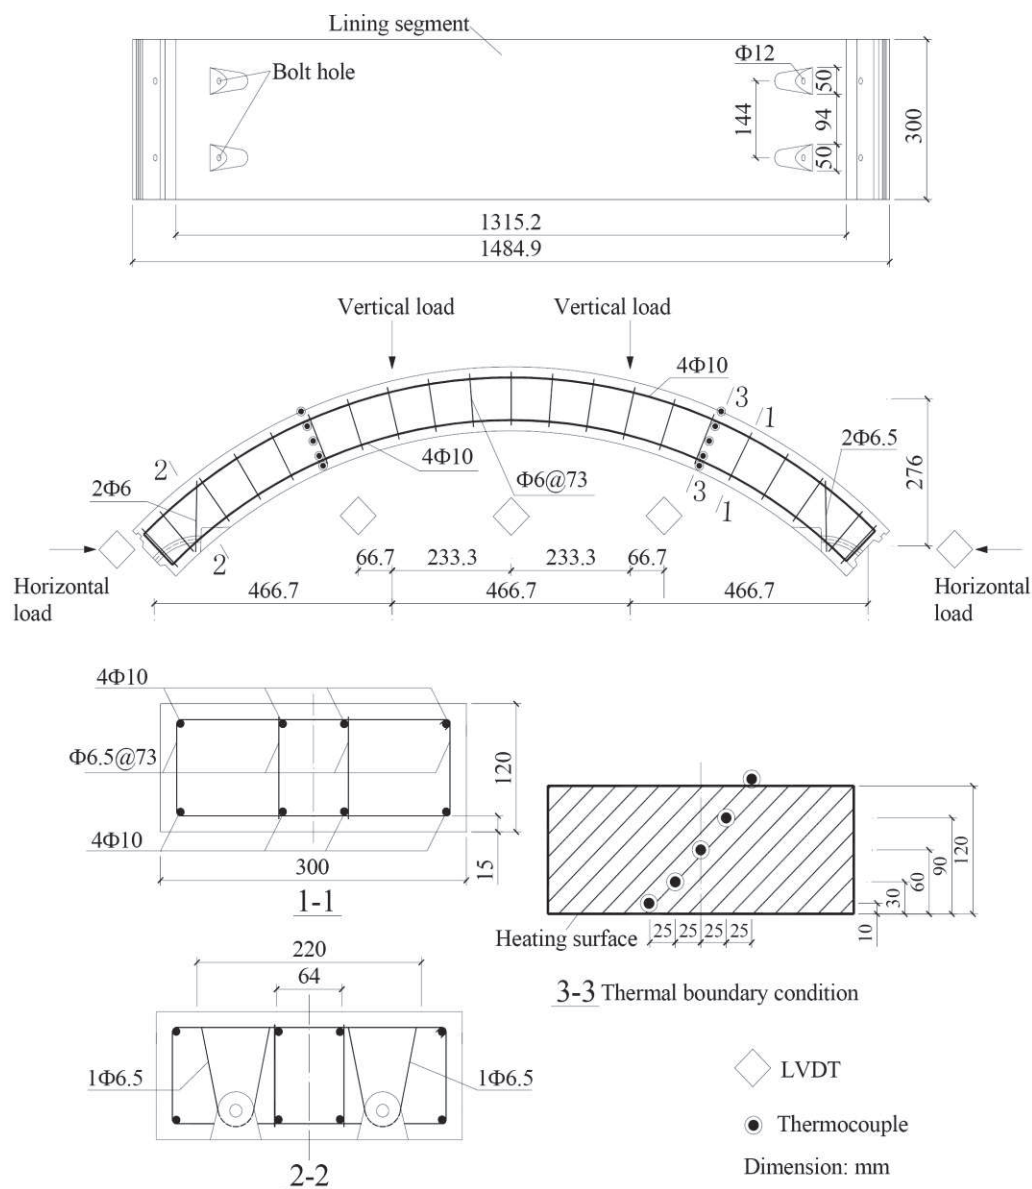 Lining segment
Bolt hole
Φ12
50
94
50
144
300
1315.2
1484.9
Vertical load
Vertical load
4Φ10
3
1
2
4Φ10
2Φ6.5
2Φ6
Φ6@73
3
1
2
276
Horizontal
load
Horizontal
load
66.7
233.3
233.3
66.7
466.7
466.7
466.7
4Φ10
Φ6.5@73
4Φ10
120
15
300
1-1
Heating surface
25
25
25
25
10
30
60
90
120
3-3 Thermal boundary condition
220
64
1Φ6.5
1Φ6.5
2-2
LVDT
Thermocouple
Dimension: mm